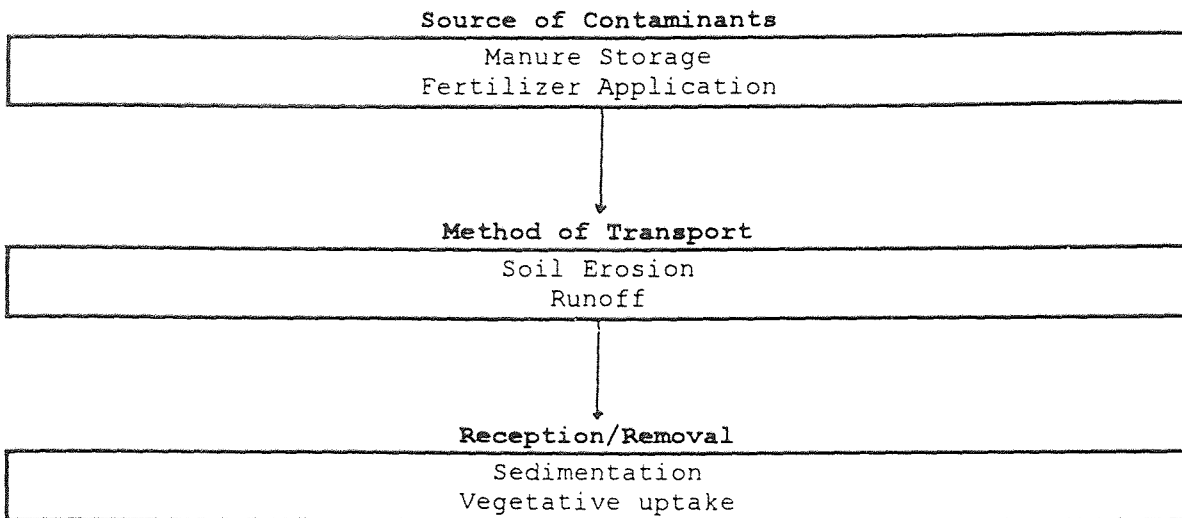 Source of Contaminants
Manure Storage
Fertilizer Application
Method of Transport
Soil Erosion
Runoff
Reception/Removal
Sedimentation
Vegetative uptake